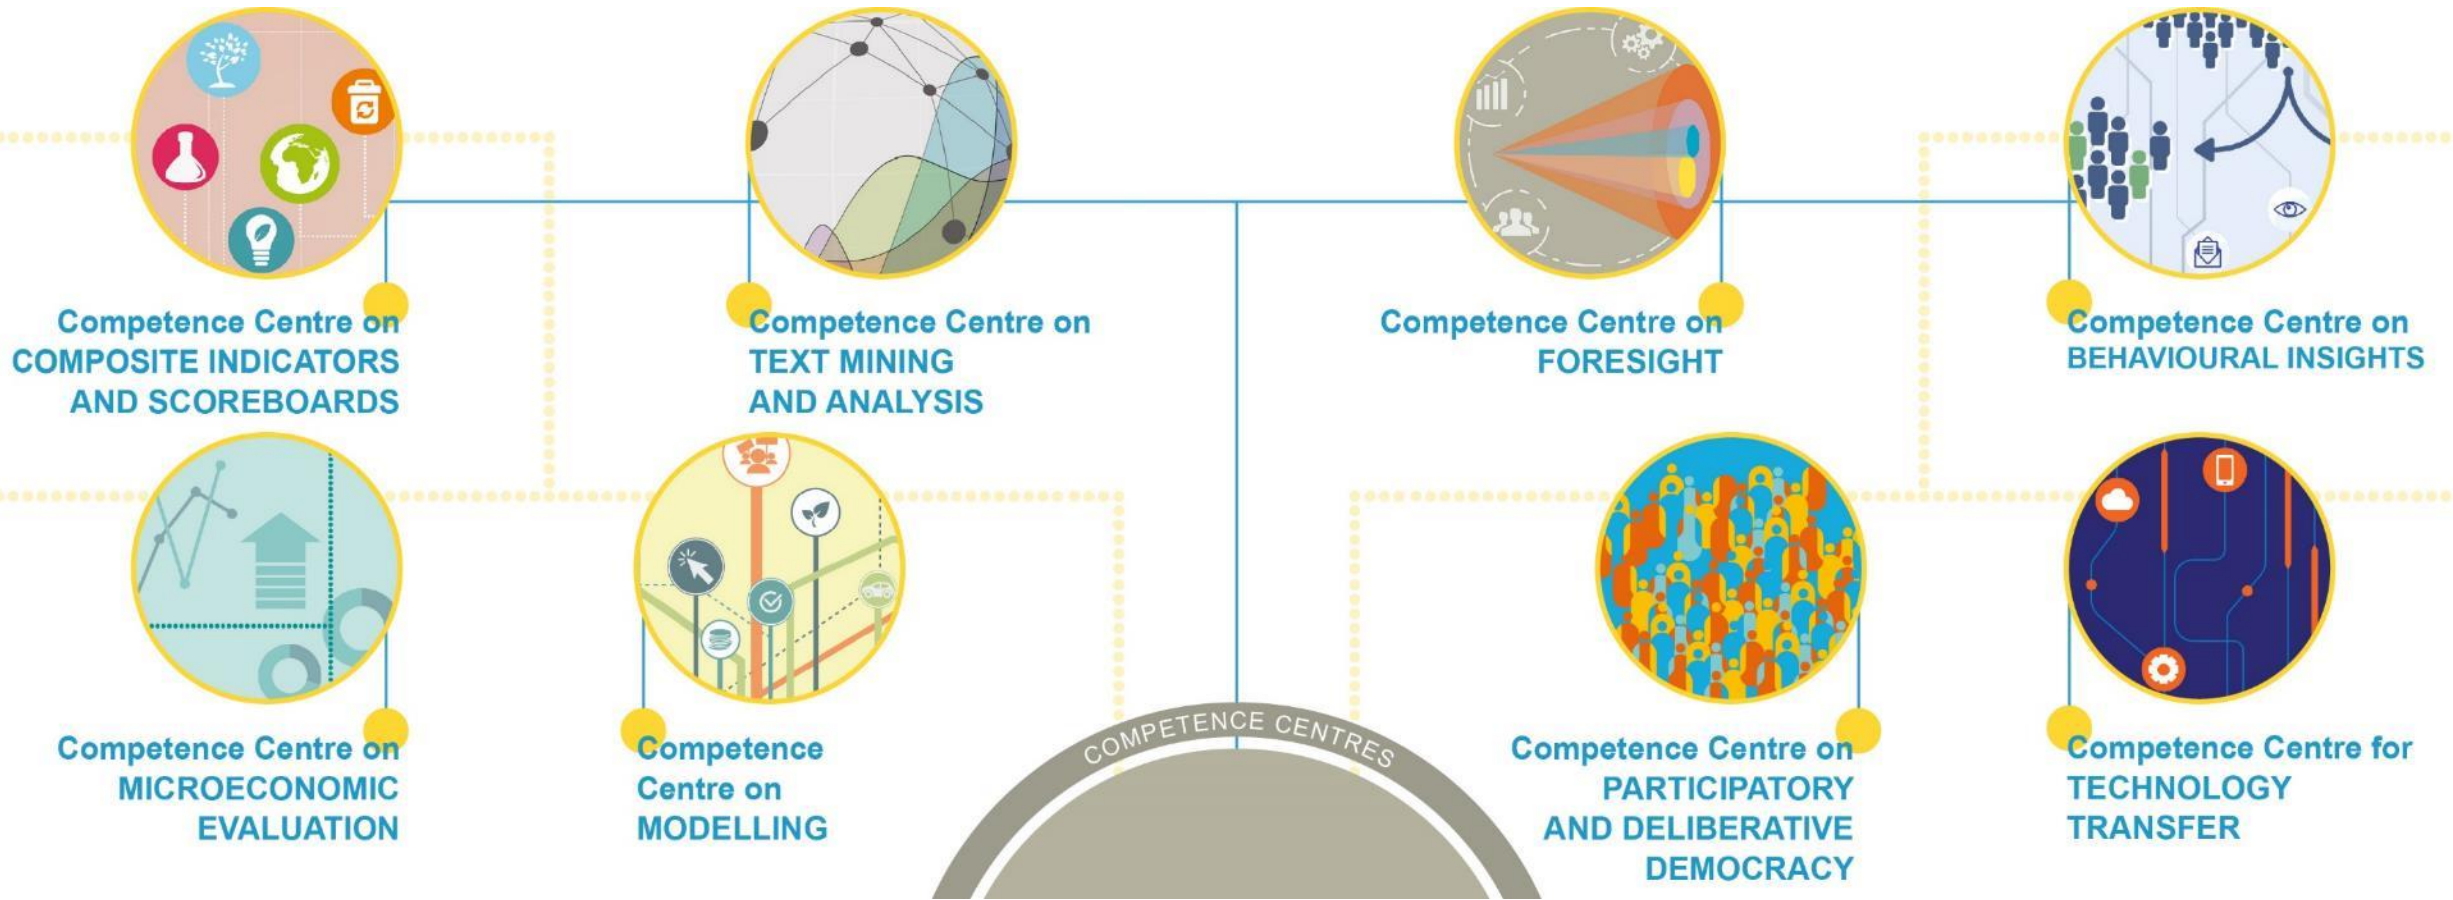 Competence Centre on
COMPOSITE INDICATORS
AND SCOREBOARDS
Competence Centre on
TEXT MINING
AND ANALYSIS
Competence Centre on
FORESIGHT
Competence Centre on
BEHAVIOURAL INSIGHTS
Competence Centre on
MICROECONOMIC
EVALUATION
Competence
Centre on
MODELLING
COMPETENCE CENTRES
Competence Centre on
PARTICIPATORY
AND DELIBERATIVE
DEMOCRACY
Competence Centre for
TECHNOLOGY
TRANSFER